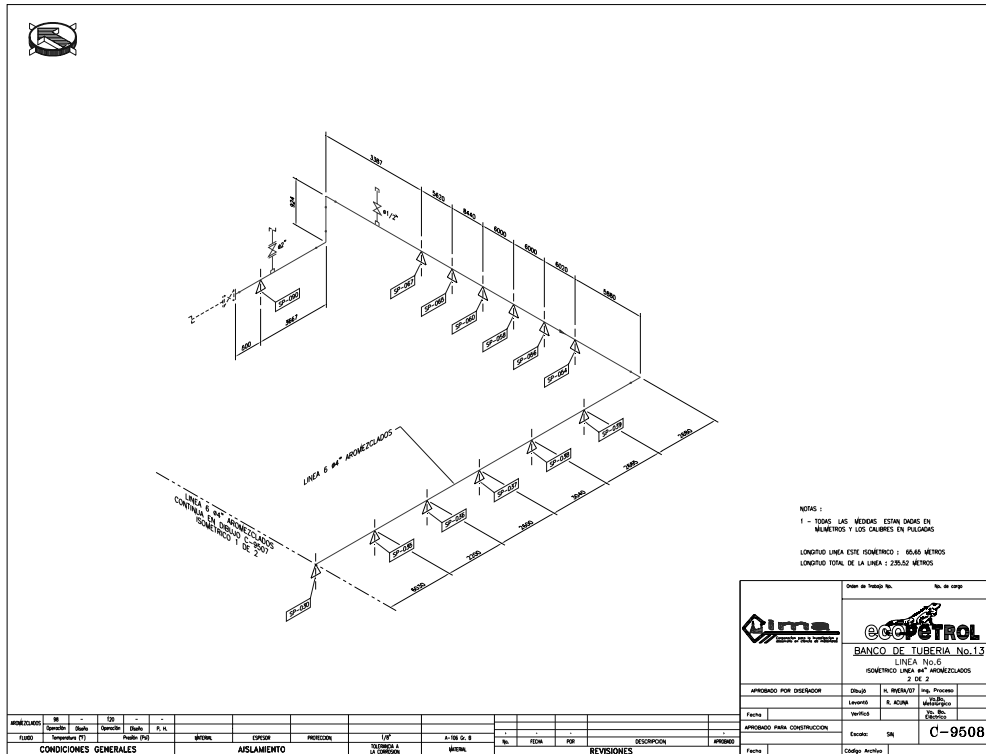 3387
5620
8440
6000
6000
6020
5880
924
ø1/2"
ø2"
SP-067
SP-065
SP-060
SP-058
SP-056
SP-054
SP-090
3667
600
LINEA 6 ø4" AROMEZCLADOS
SP-039
SP-038
SP-037
SP-036
SP-035
SP-030
LINEA 6 ø4" AROMEZCLADOS
CONTINUA EN DIBUJO C-9507
ISOMETRICO 1 DE 2
NOTAS :
1 - TODAS LAS MEDIDAS ESTAN DADAS EN
MILIMETROS Y LOS CALIBRES EN PULGADAS
LONGITUD LINEA ESTE ISOMETRICO : 66,65 METROS
LONGITUD TOTAL DE LA LINEA : 235,52 METROS
Orden de Trabajo No. No. de cargo
ima
ecopetrol
BANCO DE TUBERIA No.13
LINEA No.6
ISOMETRICO LINEA ø4" AROMEZCLADOS
2 DE 2
APROBADO POR DISEÑADOR Dibujó H. RIVERA/07 Ing. Proceso
Levantó R. ACUÑA Vo.Bo. Metalúrgico
Fecha Verificó Vo. Bo. Eléctrico
APROBADO PARA CONSTRUCCION Escala: SIN C-9508
Fecha Código Archivo
AROMEZCLADOS 98 - 120 - -
Operación Diseño Operación Diseño P. H.
FLUIDO Temperatura (°F) Presión (Psi) MATERIAL ESPESOR PROTECCION 1/8" A-106 Gr. B
CONDICIONES GENERALES AISLAMIENTO TOLERANCIA A LA CORROSION MATERIAL
No. FECHA POR DESCRIPCION APROBADO
REVISIONES